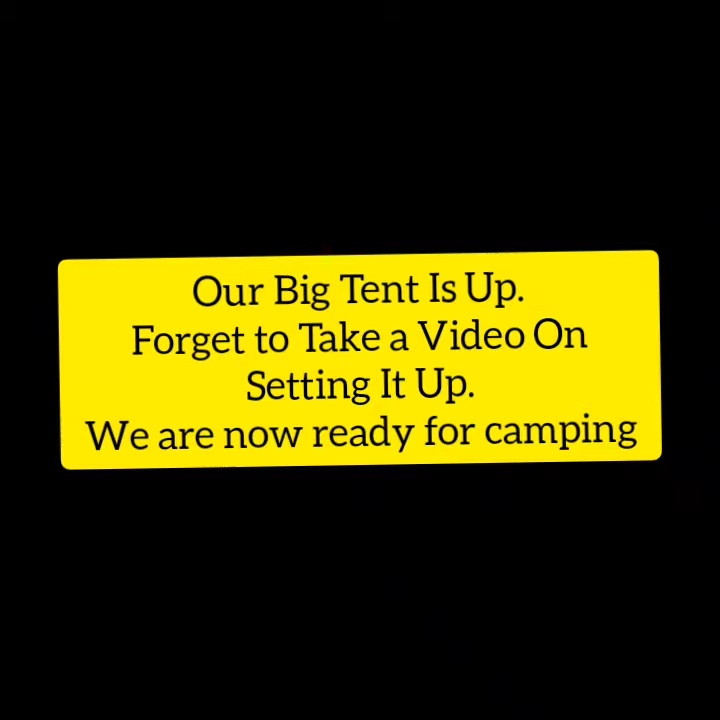 Our Big Tent Is Up.
Forget to Take a Video On
Setting It Up.
We are now ready for camping